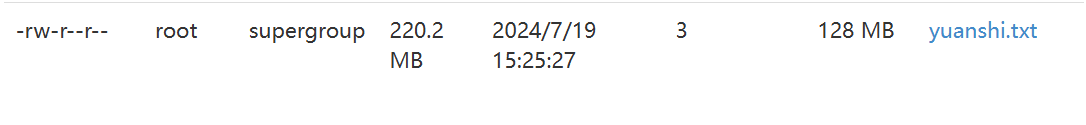 -rw-r--r-- root supergroup 220.2 2024/7/19 3 128 MB yuanshi.txt
MB 15:25:27